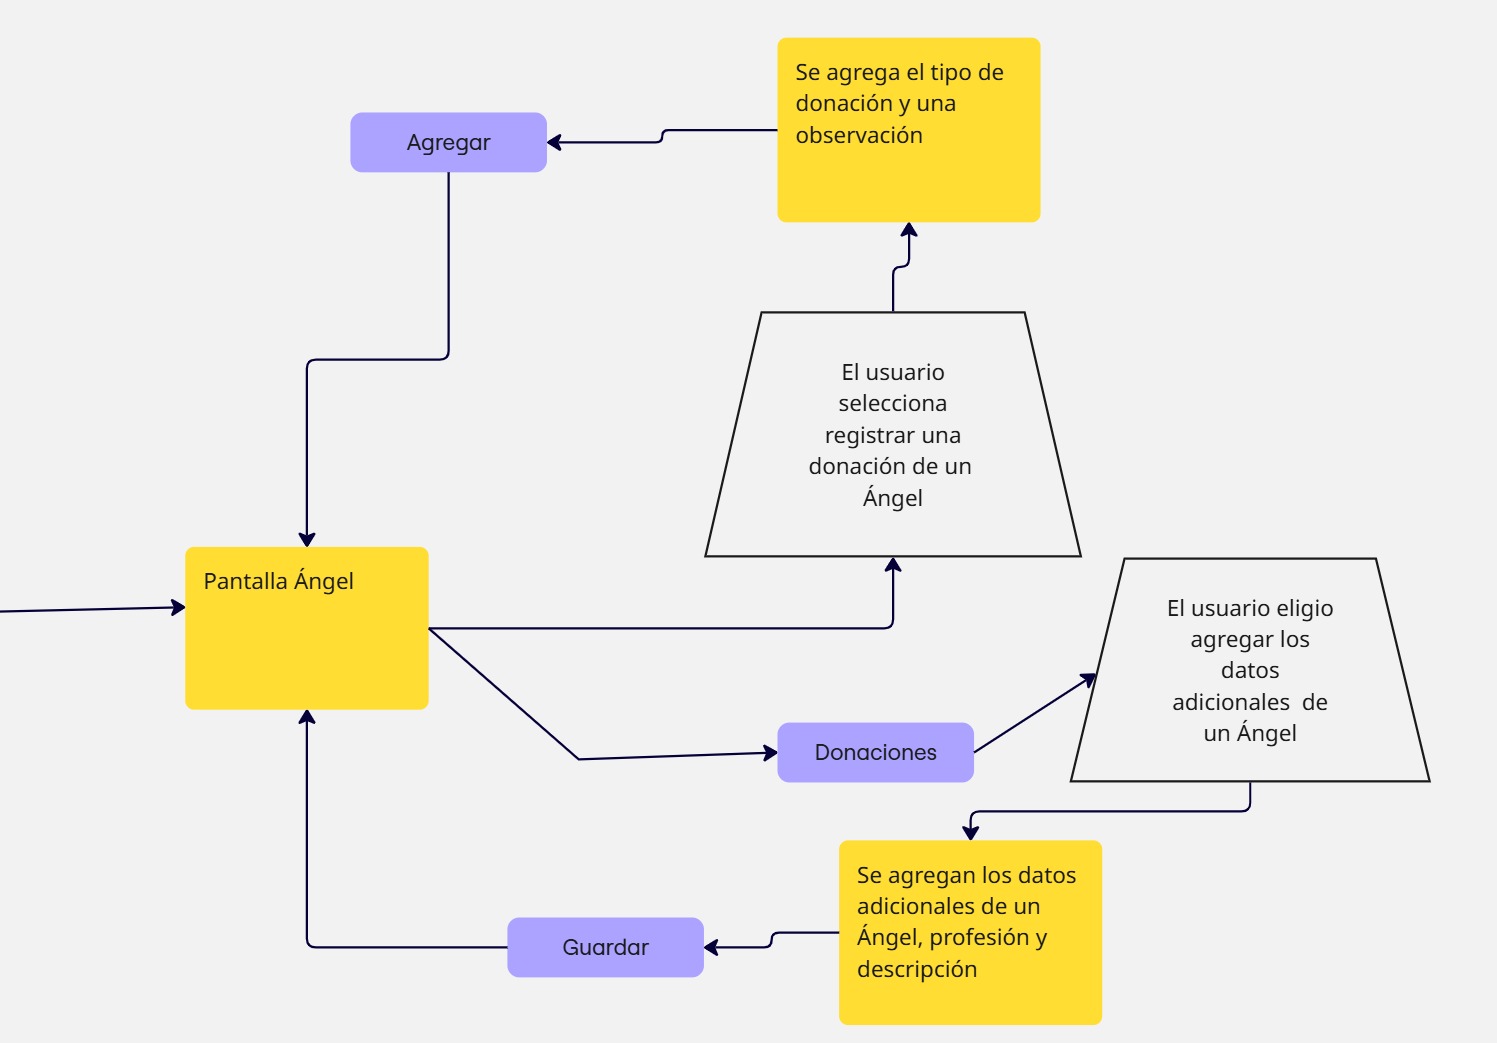 Se agrega el tipo de
donación y una
observación
Agregar
El usuario
selecciona
registrar una
donación de un
Ángel
Pantalla Ángel
El usuario eligio
agregar los
datos
adicionales  de
un Ángel
Donaciones
Se agregan los datos
adicionales de un
Ángel, profesión y
descripción
Guardar